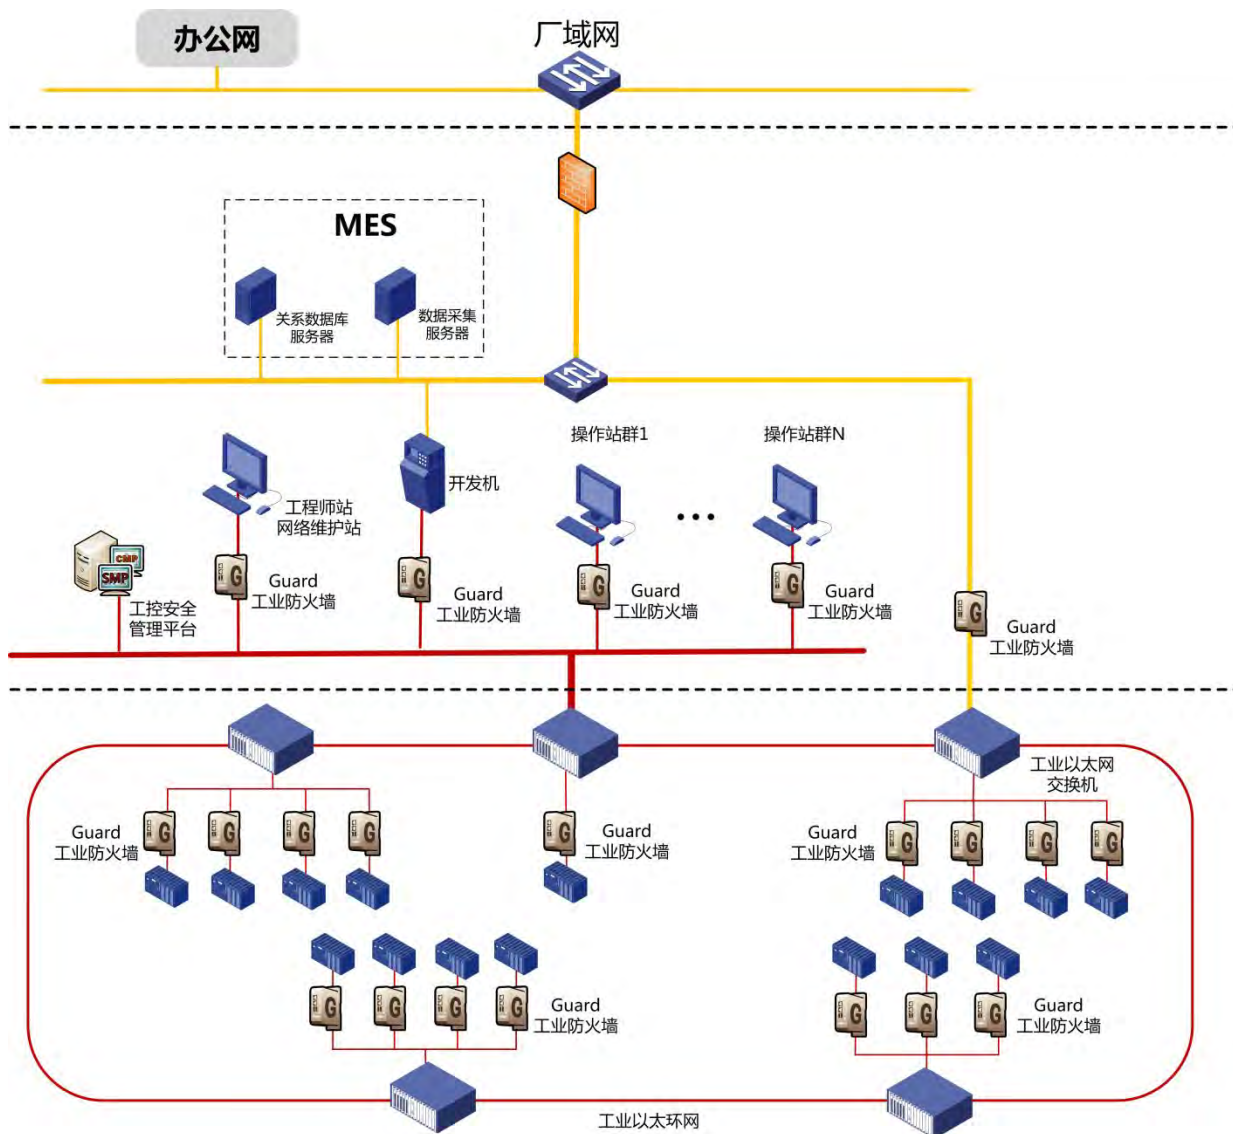 办公网
厂域网
MES
关系数据库
服务器
数据采集
服务器
操作站群1
操作站群N
开发机
工程师站
网络维护站
...
CMP
SMP
工控安全
管理平台
G
Guard
工业防火墙
G
Guard
工业防火墙
G
Guard
工业防火墙
G
Guard
工业防火墙
G
Guard
工业防火墙
工业以太网
交换机
Guard
工业防火墙
G
G
G
G
G
Guard
工业防火墙
Guard
工业防火墙
G
G
G
G
G
G
G
G
Guard
工业防火墙
G
G
G
Guard
工业防火墙
工业以太环网